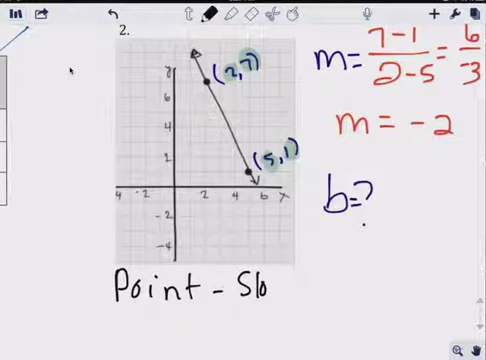 2.
m = 7-1 / 2-5 = 6 / -3
(2,7)
y
6
4
m = -2
2
(5,1)
4 -2 2 4 6 x
b=?
-2
-4
Point - Slo